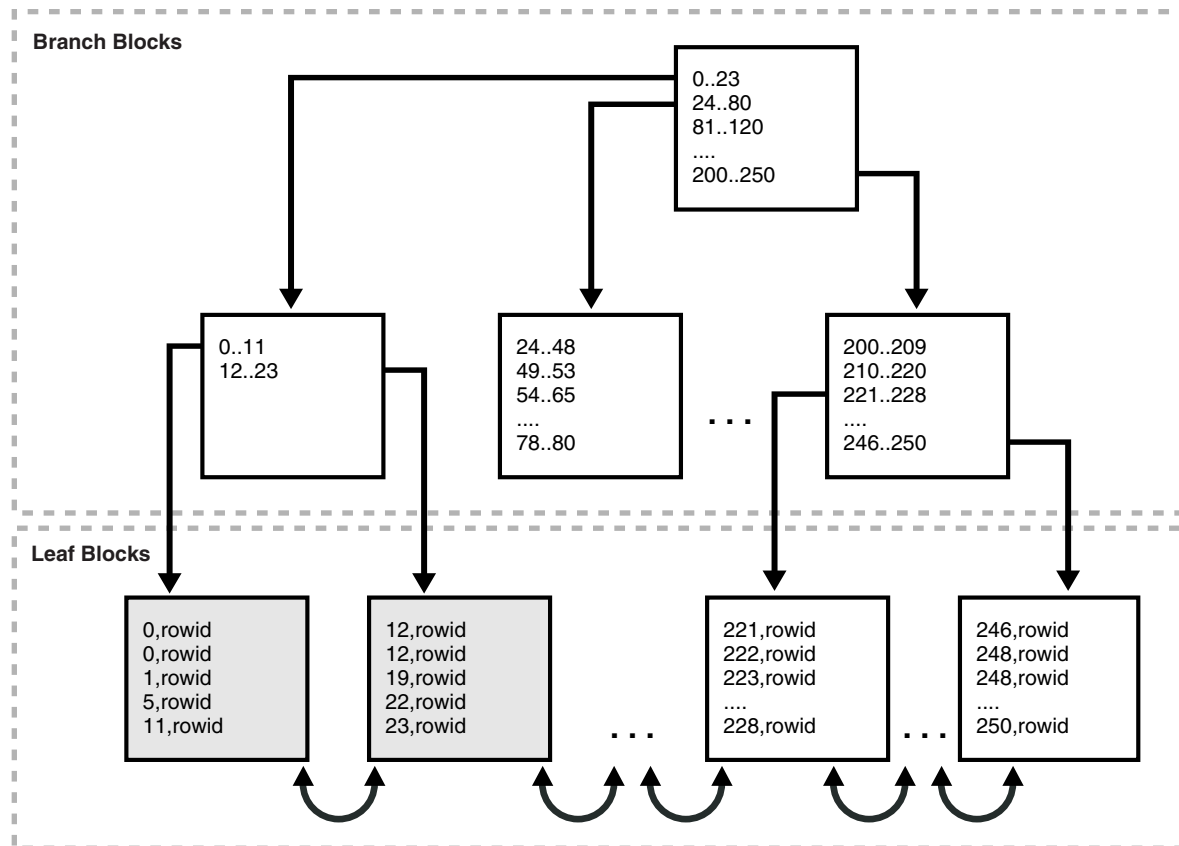 Branch Blocks
0..23
24..80
81..120
....
200..250
0..11
12..23
24..48
49..53
54..65
....
78..80
. . .
200..209
210..220
221..228
....
246..250
Leaf Blocks
0,rowid
0,rowid
1,rowid
5,rowid
11,rowid
12,rowid
12,rowid
19,rowid
22,rowid
23,rowid
. . .
221,rowid
222,rowid
223,rowid
....
228,rowid
. . .
246,rowid
248,rowid
248,rowid
....
250,rowid